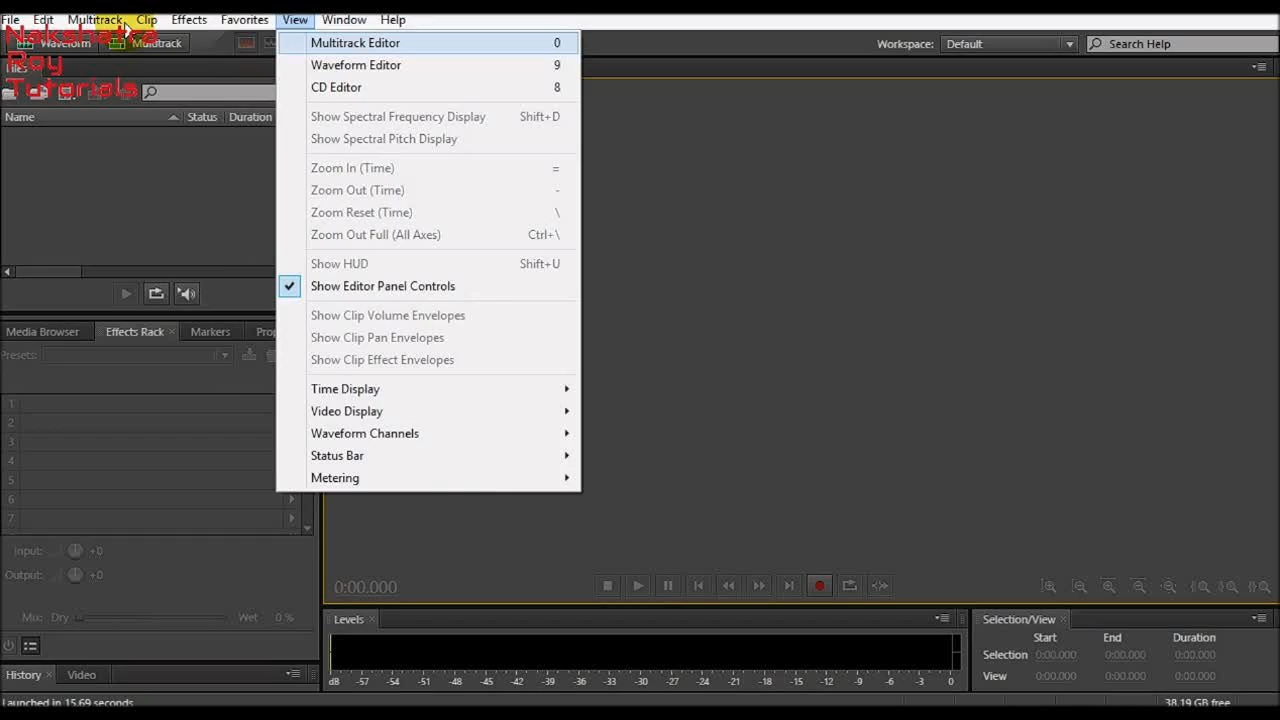 File Edit Multitrack Clip Effects Favorites View Window Help
Nakshatra
Roy
Tutorials
Waveform Multitrack
Workspace: Default Search Help
Files
Name Status Duration
Multitrack Editor 0
Waveform Editor 9
CD Editor 8
Show Spectral Frequency Display Shift+D
Show Spectral Pitch Display
Zoom In (Time) =
Zoom Out (Time) -
Zoom Reset (Time) \
Zoom Out Full (All Axes) Ctrl+\
Show HUD Shift+U
Show Editor Panel Controls
Show Clip Volume Envelopes
Show Clip Pan Envelopes
Show Clip Effect Envelopes
Time Display
Video Display
Waveform Channels
Status Bar
Metering
Media Browser Effects Rack × Markers Prop
Presets:
1
2
3
4
5
6
7
Input: +0
Output: +0
Mix: Dry Wet 0 %
History × Video
Launched in 15.69 seconds
0:00.000
Levels ×
dB -57 -54 -51 -48 -45 -42 -39 -36 -33 -30 -27 -24 -21 -18 -15 -12 -9 -6 -3 0
Selection/View ×
Start End Duration
Selection 0:00.000 0:00.000 0:00.000
View 0:00.000 0:00.000 0:00.000
38.19 GB free